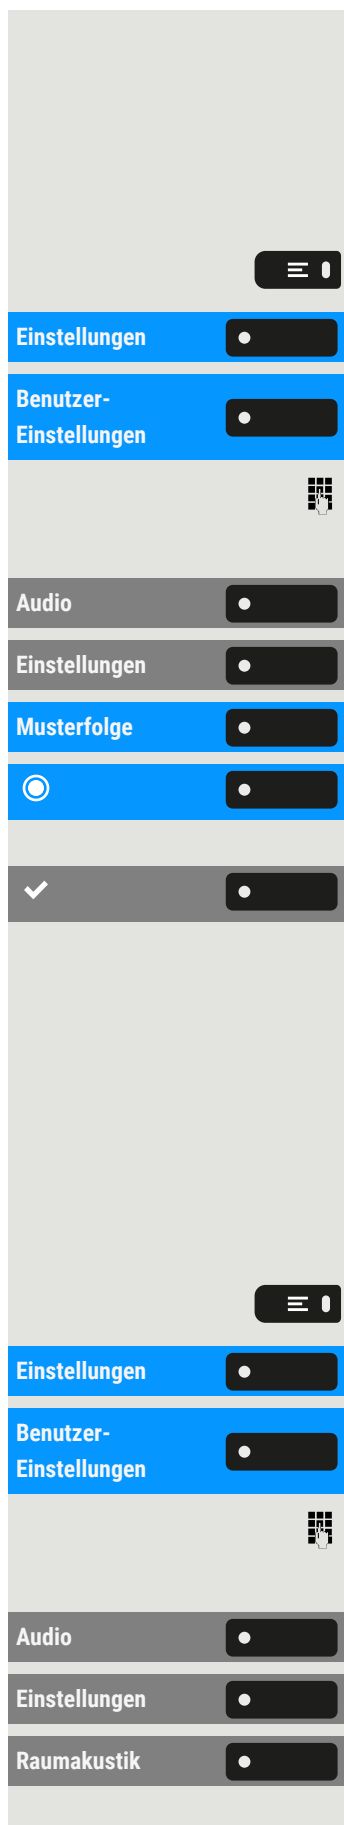 Einstellungen
Benutzer-
Einstellungen
Audio
Einstellungen
Musterfolge
Einstellungen
Benutzer-
Einstellungen
Audio
Einstellungen
Raumakustik